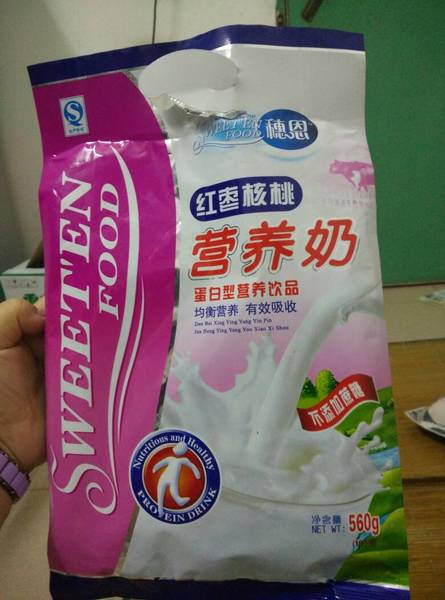 SWEETEN
FOOD
穗恩
SWEETEN
FOOD
红枣核桃
营养奶
蛋白型营养饮品
均衡营养 有效吸收
Dan Bai Xing Ying Yang Yin Pin
Jun Heng Ying Yang You Xiao Xi Shou
不添加蔗糖
Nutritious and Healthy
PROTEIN DRINK
净含量
NET WT: 560g